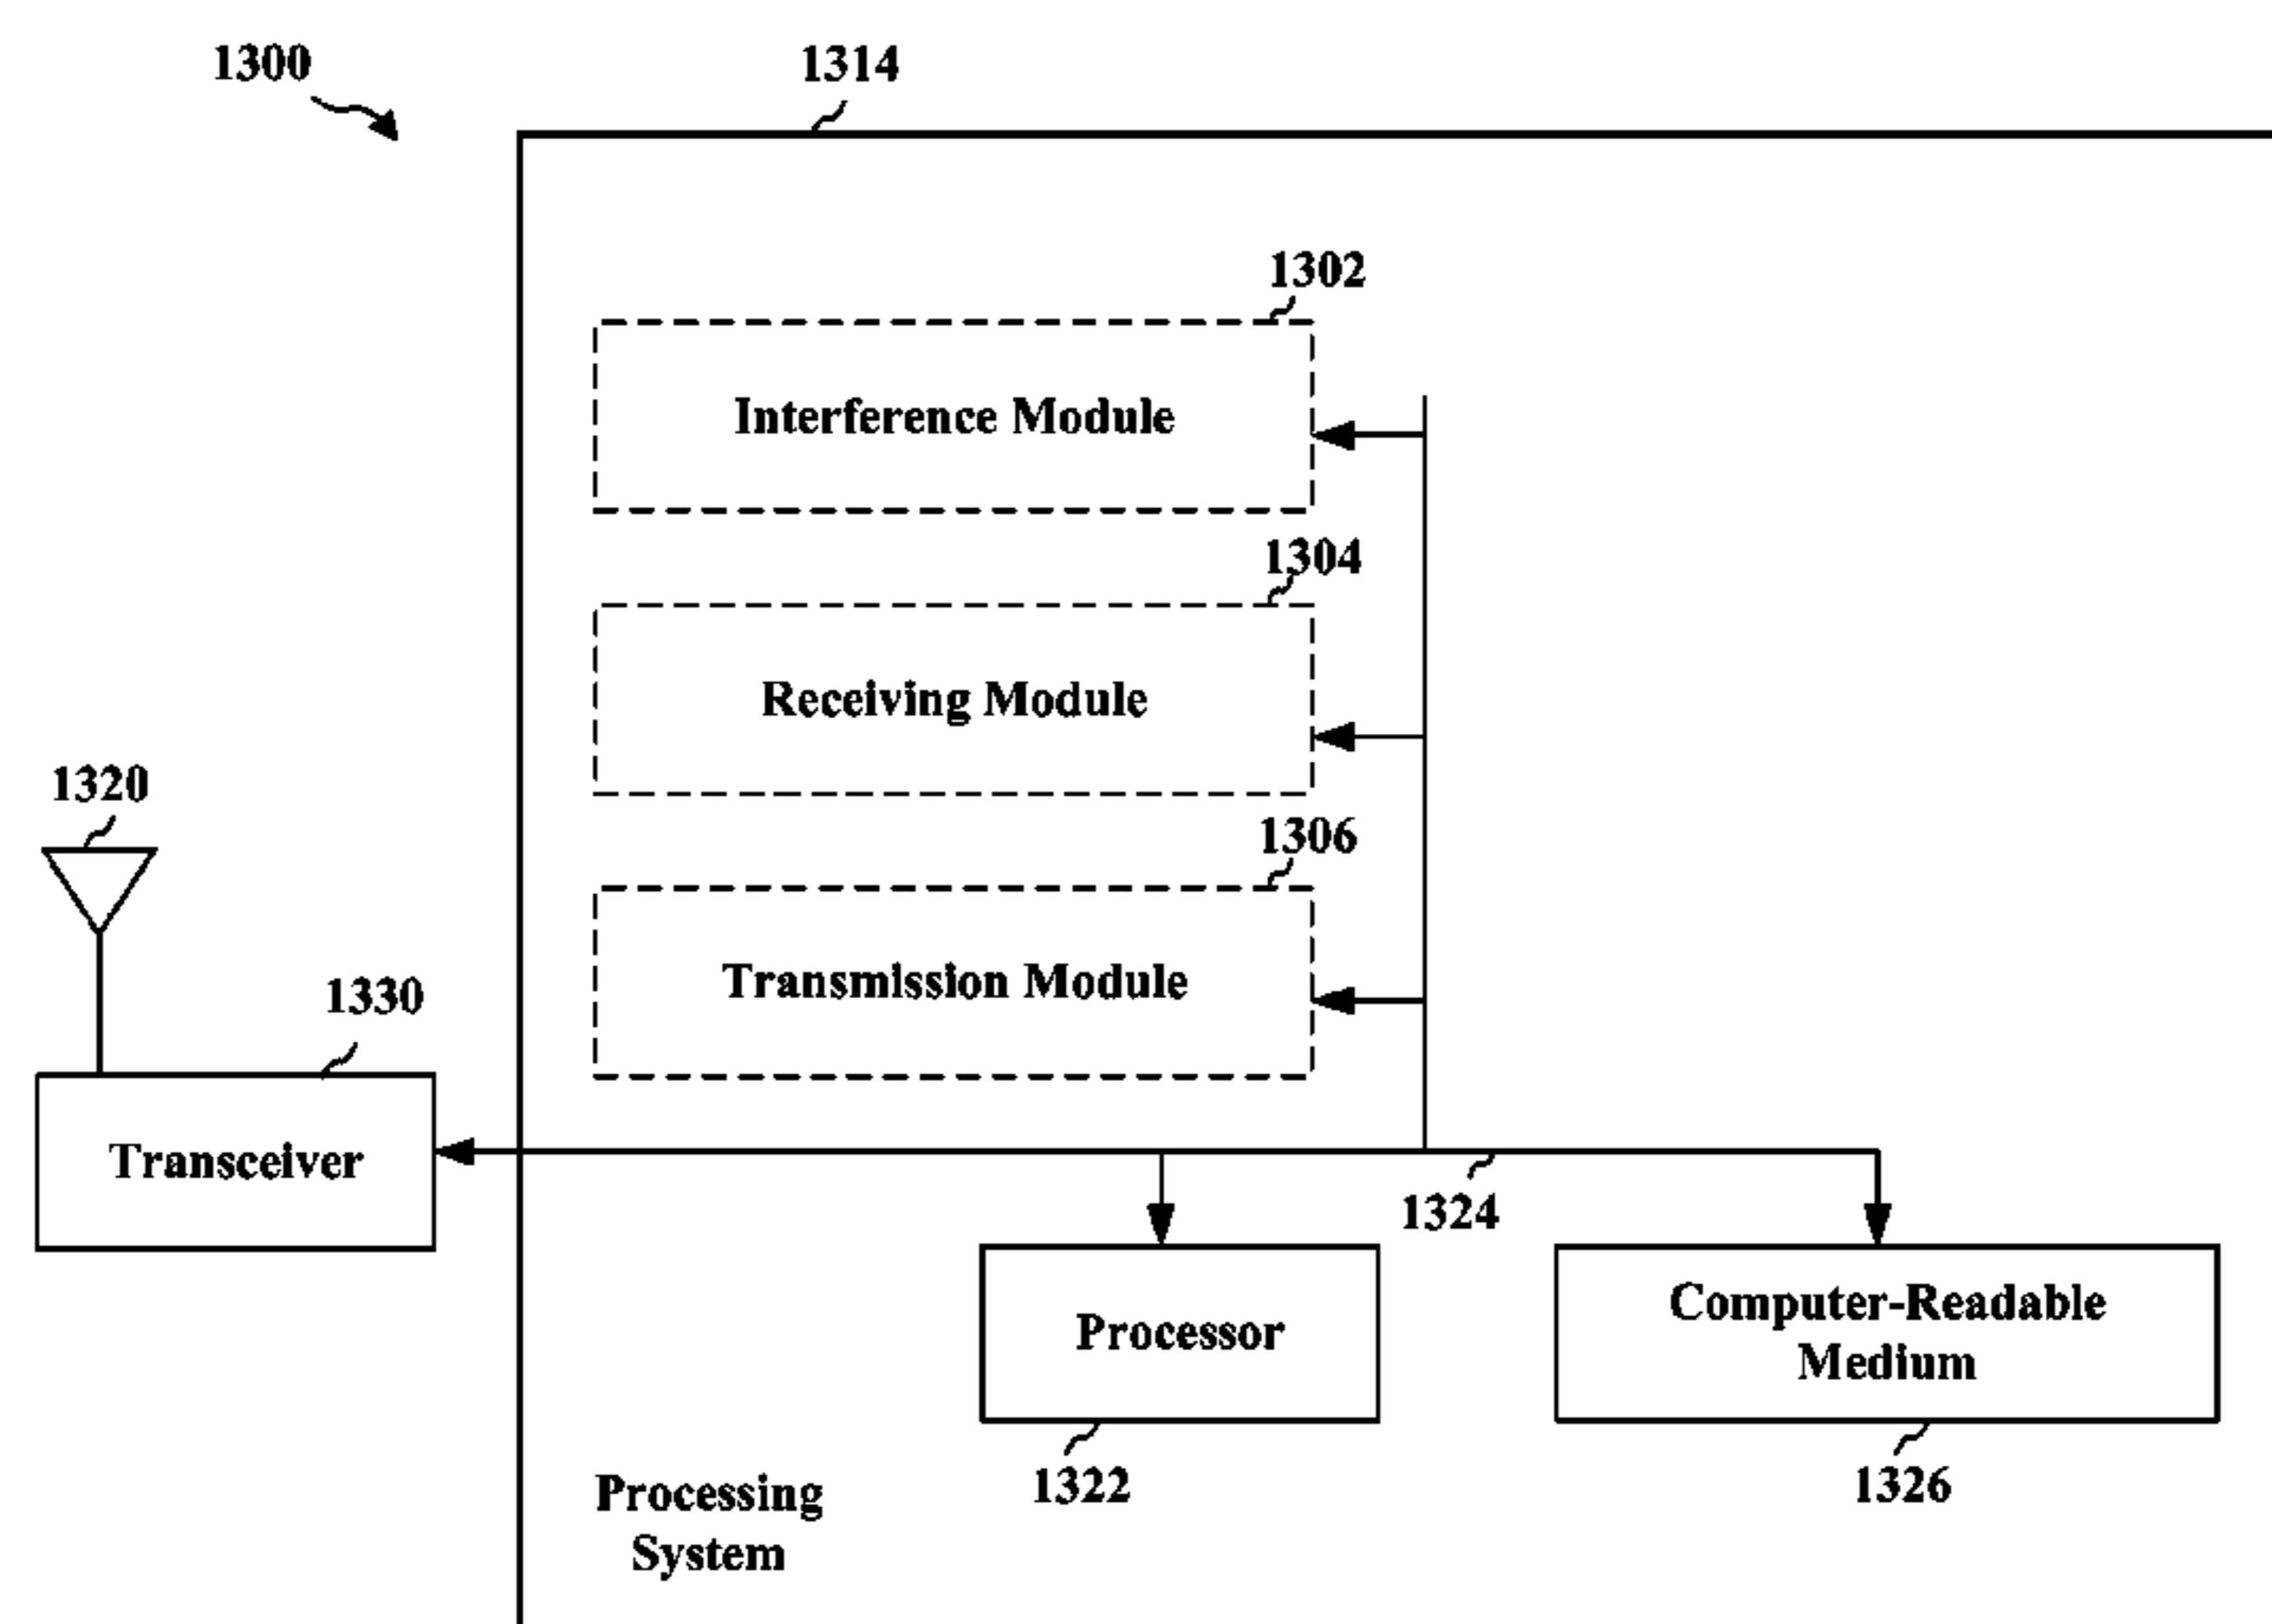 1300
1314
1302
Interference Module
1304
Receiving Module
1320
1306
Transmission Module
1330
Transceiver
1324
Processor
Computer-Readable
Medium
1322
1326
Processing
System